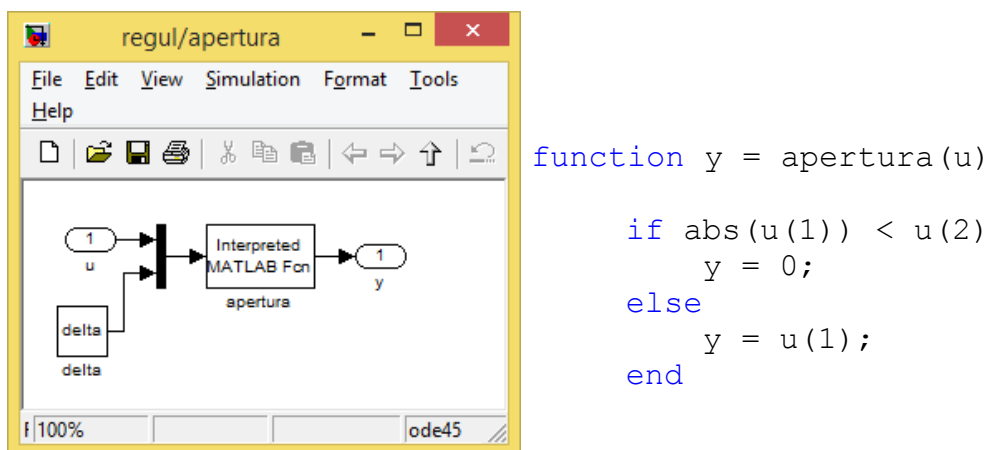 regul/apertura
File Edit View Simulation Format Tools
Help
1
u
delta
delta
Interpreted
MATLAB Fcn
apertura
1
y
100%
ode45
function y = apertura(u)
if abs(u(1)) < u(2)
y = 0;
else
y = u(1);
end